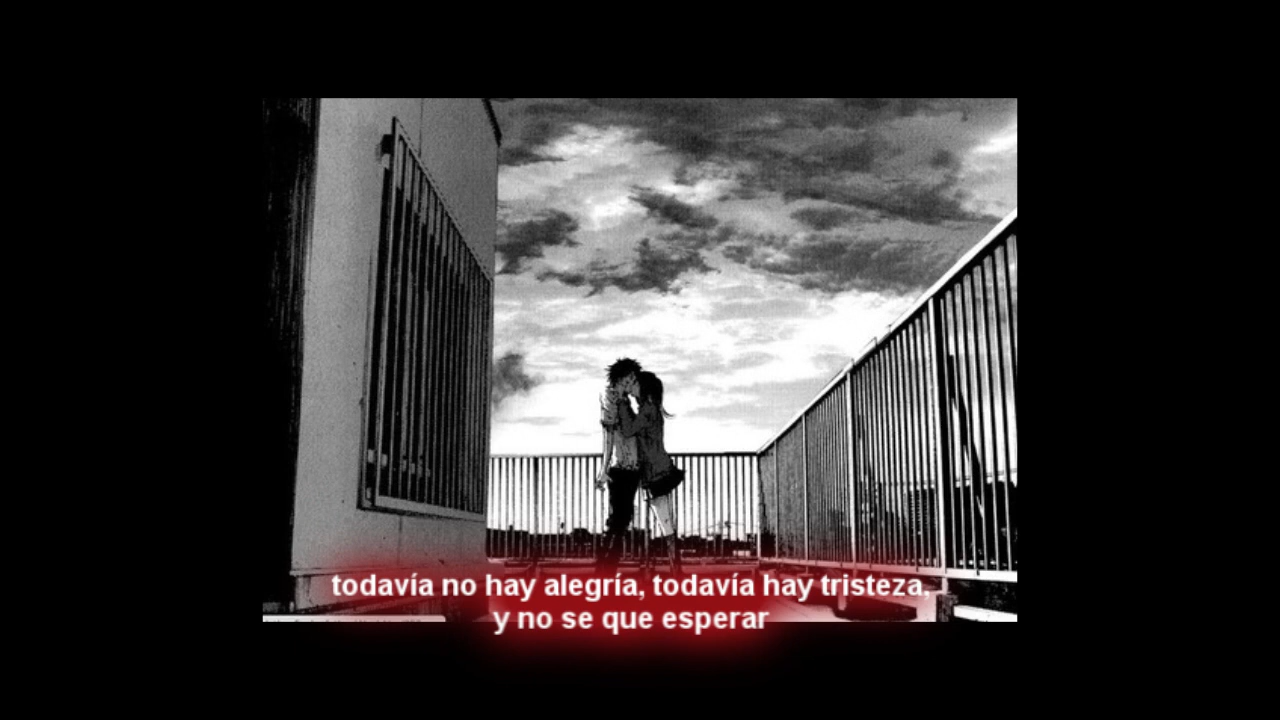 todavía no hay alegría, todavía hay tristeza,
y no se que esperar